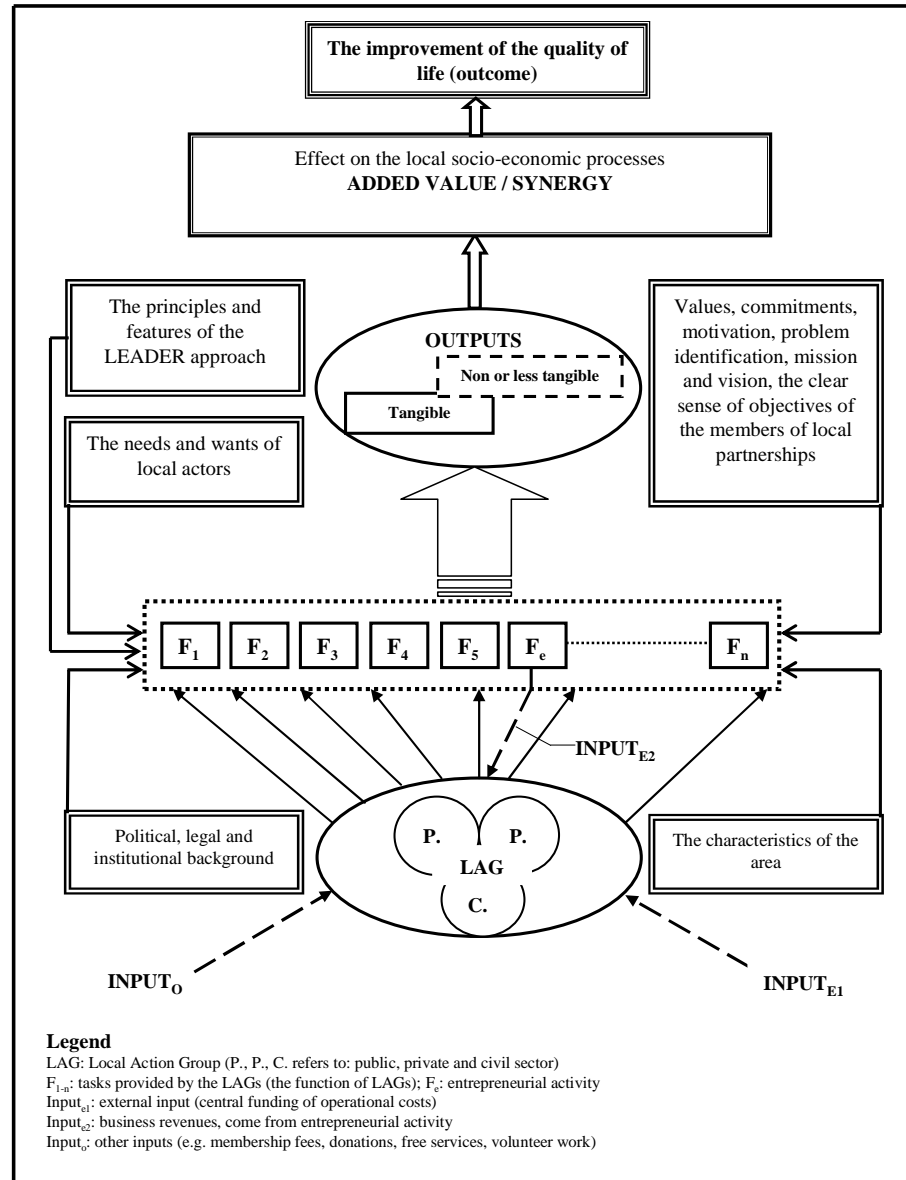 The improvement of the quality of
life (outcome)
Effect on the local socio-economic processes
ADDED VALUE / SYNERGY
The principles and
features of the
LEADER approach
The needs and wants of
local actors
OUTPUTS
Non or less tangible
Tangible
Values, commitments,
motivation, problem
identification, mission
and vision, the clear
sense of objectives of
the members of local
partnerships
F1 F2 F3 F4 F5 Fe Fn
INPUTE2
Political, legal and
institutional background
P. P.
LAG
C.
The characteristics of the
area
INPUTO
INPUTE1
Legend
LAG: Local Action Group (P., P., C. refers to: public, private and civil sector)
F1-n: tasks provided by the LAGs (the function of LAGs); Fe: entrepreneurial activity
Inpute1: external input (central funding of operational costs)
Inpute2: business revenues, come from entrepreneurial activity
Inputo: other inputs (e.g. membership fees, donations, free services, volunteer work)